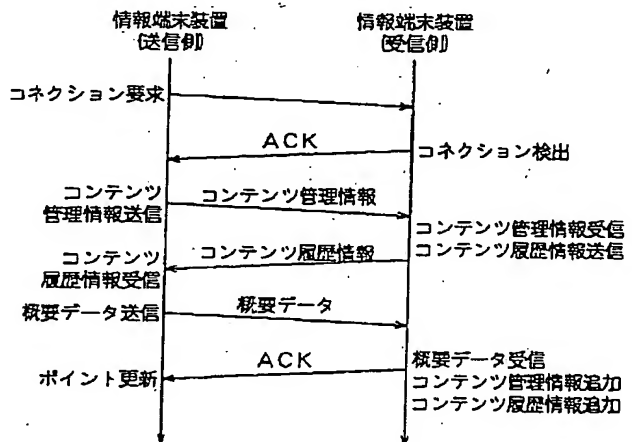 情報端末装置
(送信側)
情報端末装置
(受信側)
コネクション要求
ACK
コネクション検出
コンテンツ
管理情報送信
コンテンツ管理情報
コンテンツ管理情報受信
コンテンツ履歴情報送信
コンテンツ履歴情報
コンテンツ
履歴情報受信
概要データ送信
概要データ
ACK
概要データ受信
コンテンツ管理情報追加
コンテンツ履歴情報追加
ポイント更新